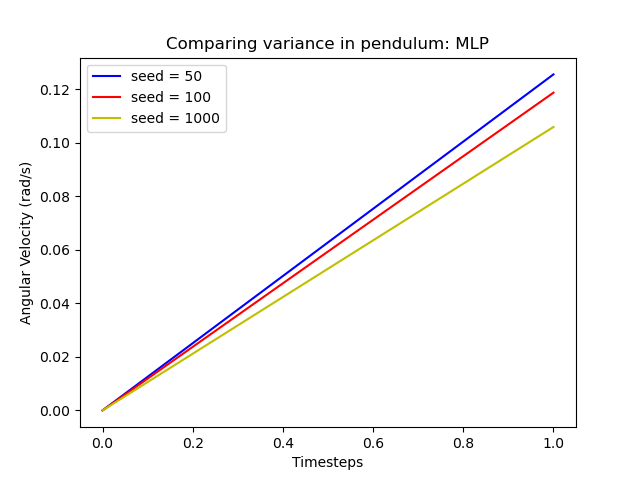 Comparing variance in pendulum: MLP
seed = 50
seed = 100
seed = 1000
Angular Velocity (rad/s)
0.12
0.10
0.08
0.06
0.04
0.02
0.00
0.0 0.2 0.4 0.6 0.8 1.0
Timesteps